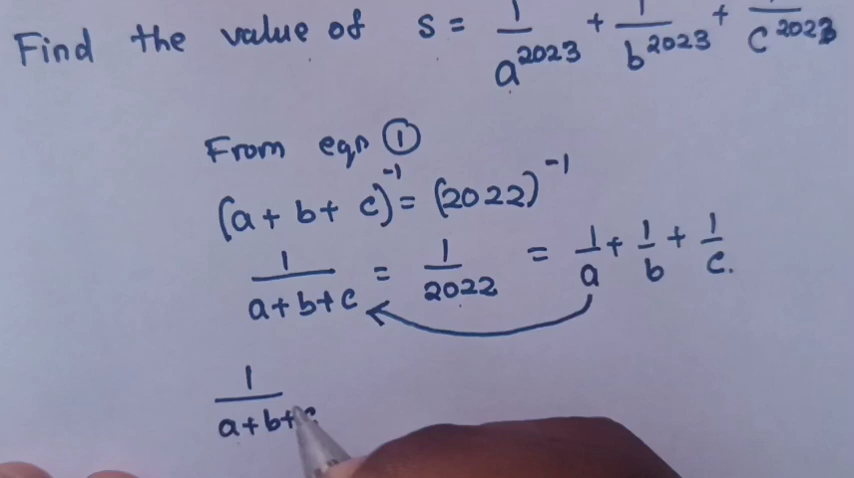 Find the value of S = 1/a^2023 + 1/b^2023 + 1/c^2023
From eqn ①
(a + b + c)^-1 = (2022)^-1
1/(a+b+c) = 1/2022 = 1/a + 1/b + 1/c.
1/(a+b+c